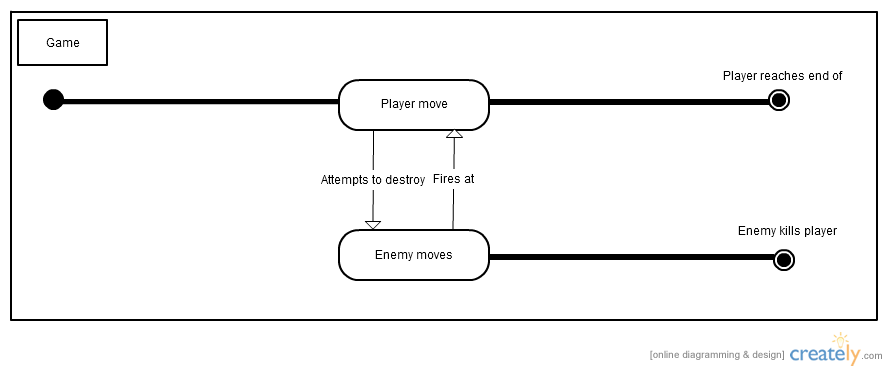 Game
Player reaches end of
Player move
Attempts to destroy
Fires at
Enemy kills player
Enemy moves
[online diagramming & design] creately.com